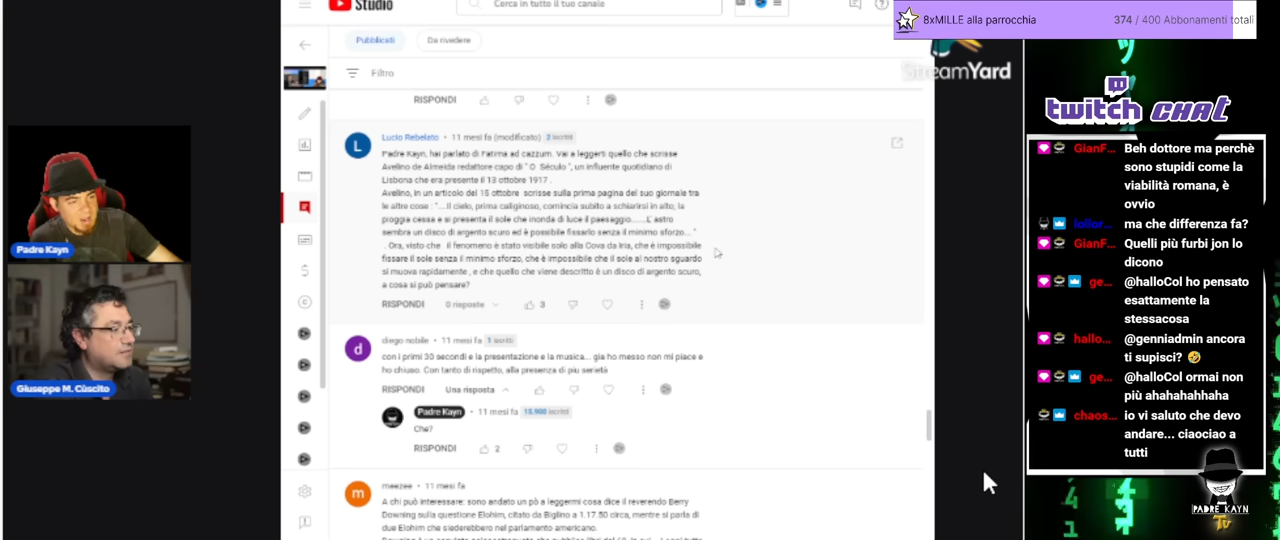 Studio
Cerca in tutto il tuo canale
Pubblicati
Da rivedere
Filtro
RISPONDI
Lucio Rebelato • 11 mesi fa (modificato) 2 iscritti
Padre Kayn, hai parlato di Fatima ad cazzum. Vai a leggerti quello che scrisse
Avelino de Almeida redattore capo di " O Século ", un influente quotidiano di
Lisbona che era presente il 13 ottobre 1917 .
Avelino, in un articolo del 15 ottobre scrisse sulla prima pagina del suo giornale tra
le altre cose : "....Il cielo, prima caliginoso, comincia subito a schiarirsi in alto, la
pioggia cessa e si presenta il sole che inonda di luce il paesaggio......L' astro
sembra un disco di argento scuro ed è possibile fissarlo senza il minimo sforzo... "
. Ora, visto che il fenomeno è stato visibile solo alla Cova da Iria, che è impossibile
fissare il sole senza il minimo sforzo, che è impossibile che il sole al nostro sguardo
si muova rapidamente , e che quello che viene descritto è un disco di argento scuro,
a cosa si può pensare?
RISPONDI 0 risposte 3
diego nobile • 11 mesi fa 1 iscritti
con i primi 30 secondi e la presentazione e la musica... gia ho messo non mi piace e
ho chiuso. Con tanto di rispetto, alla presenza di piu serietà
RISPONDI Una risposta
Padre Kayn • 11 mesi fa 15,900 iscritti
Che?
RISPONDI 2
meezee • 11 mesi fa
A chi può interessare: sono andato un pò a leggermi cosa dice il reverendo Berry
Downing sulla questione Elohim, citato da Biglino a 1.17.50 circa, mentre si parla di
due Elohim che siederebbero nel parlamento americano.
Padre Kayn
Giuseppe M. Cùscito
StreamYard
8xMILLE alla parrocchia
374 / 400 Abbonamenti totali
twitch CHAT
GianF... Beh dottore ma perchè
sono stupidi come la
viabilità romana, è
ovvio
ma che differenza fa?
GianF... Quelli più furbi jon lo
dicono
ge... @halloCol ho pensato
esattamente la
stessacosa
hallo... @genniadmin ancora
ti supisci? 🤣
ge... @halloCol ormai non
più ahahahahhaha
chaos... io vi saluto che devo
andare... ciaociao a
tutti
PADRE KAYN
Tv